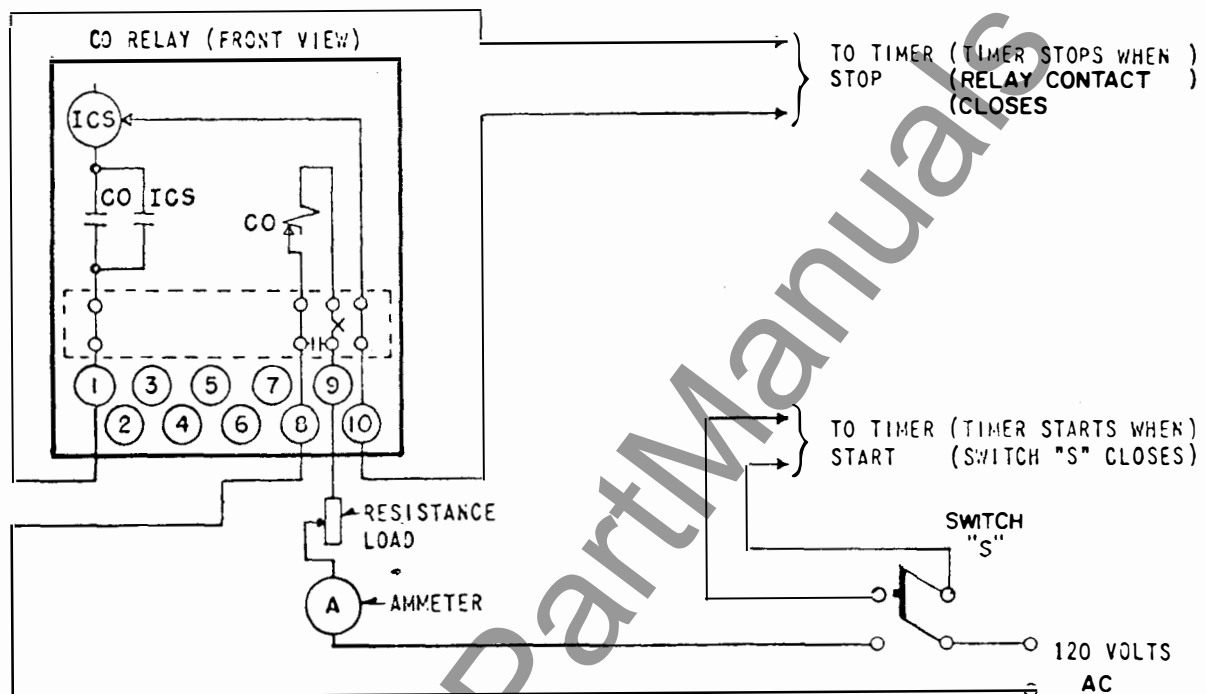 CO RELAY (FRONT VIEW)
TO TIMER (TIMER STOPS WHEN )
STOP (RELAY CONTACT )
(CLOSES
ICS
CO ICS
CO
1 3 5 7 9
2 4 6 8 10
TO TIMER (TIMER STARTS WHEN)
START (SWITCH "S" CLOSES)
RESISTANCE
LOAD
SWITCH
"S"
A AMMETER
120 VOLTS
AC
PartManuals